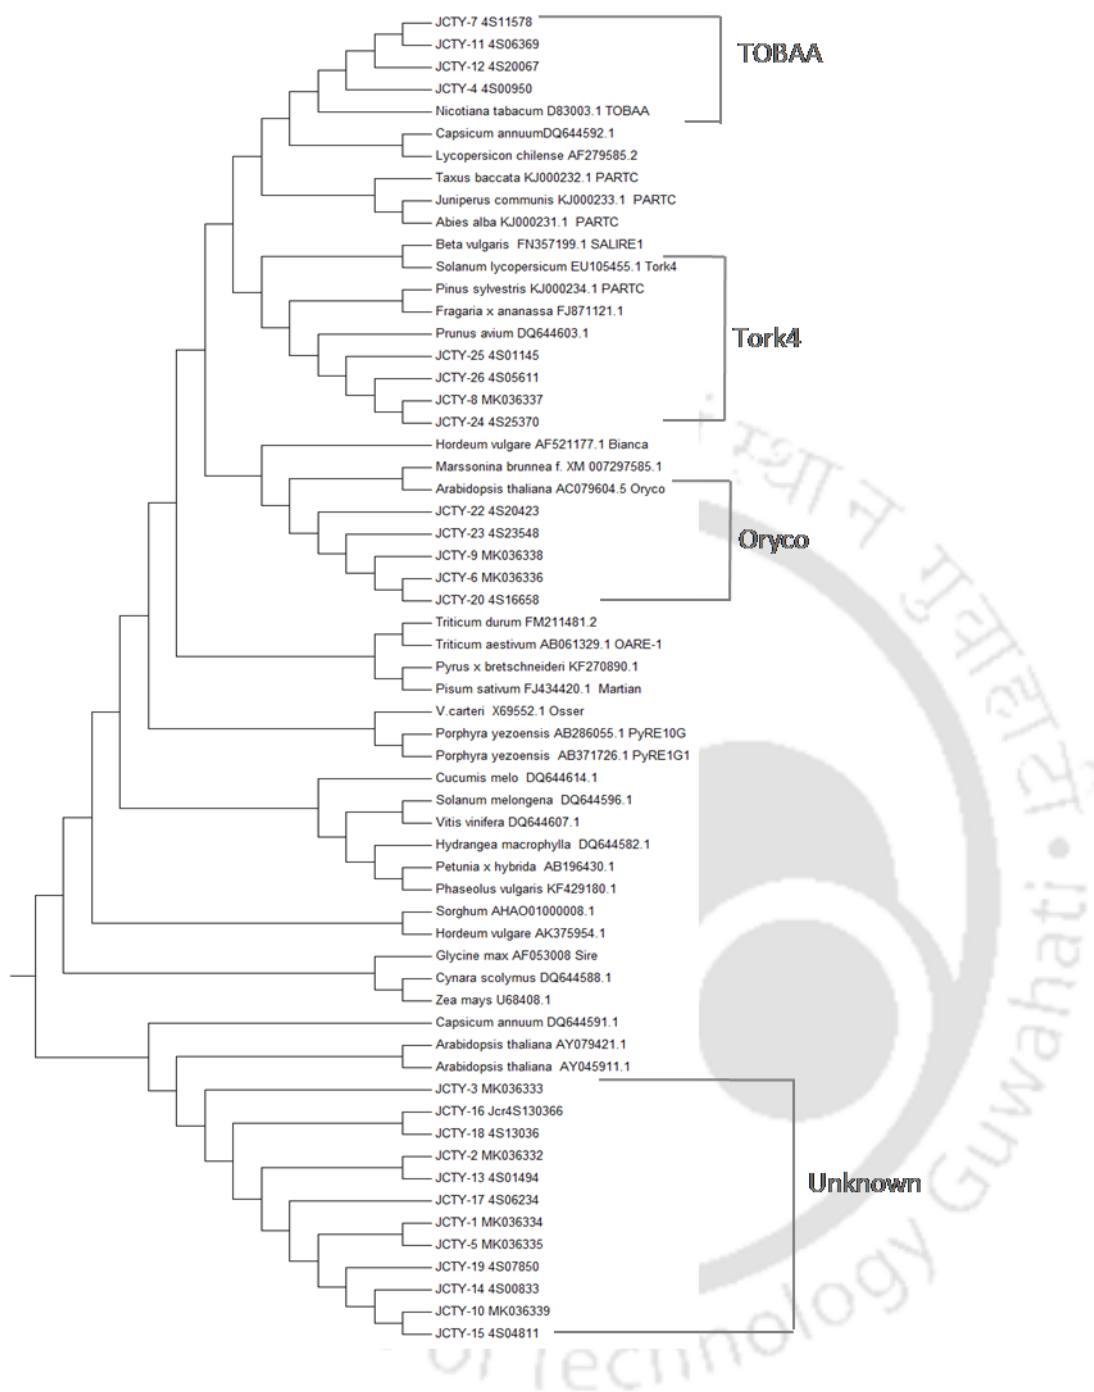 JCTY-7 4S11578
JCTY-11 4S06369
TOBAA
JCTY-12 4S20067
JCTY-4 4S00950
Nicotiana tabacum D83003.1 TOBAA
Capsicum annuumDQ644592.1
Lycopersicon chilense AF279585.2
Taxus baccata KJ000232.1 PARTC
Juniperus communis KJ000233.1 PARTC
Abies alba KJ000231.1 PARTC
Beta vulgaris FN357199.1 SALIRE1
Solanum lycopersicum EU105455.1 Tork4
Pinus sylvestris KJ000234.1 PARTC
Fragaria x ananassa FJ871121.1
Prunus avium DQ644603.1
Tork4
JCTY-25 4S01145
JCTY-26 4S05611
JCTY-8 MK036337
JCTY-24 4S25370
Hordeum vulgare AF521177.1 Bianca
Marssonina brunnea f. XM 007297585.1
Arabidopsis thaliana AC079604.5 Oryco
JCTY-22 4S20423
JCTY-23 4S23548
Oryco
JCTY-9 MK036338
JCTY-6 MK036336
JCTY-20 4S16658
Triticum durum FM211481.2
Triticum aestivum AB061329.1 OARE-1
Pyrus x bretschneideri KF270890.1
Pisum sativum FJ434420.1 Martian
V.carteri X69552.1 Osser
Porphyra yezoensis AB286055.1 PyRE10G
Porphyra yezoensis AB371726.1 PyRE1G1
Cucumis melo DQ644614.1
Solanum melongena DQ644596.1
Vitis vinifera DQ644607.1
Hydrangea macrophylla DQ644582.1
Petunia x hybrida AB196430.1
Phaseolus vulgaris KF429180.1
Sorghum AHAO01000008.1
Hordeum vulgare AK375954.1
Glycine max AF053008 Sire
Cynara scolymus DQ644588.1
Zea mays U68408.1
Capsicum annuum DQ644591.1
Arabidopsis thaliana AY079421.1
Arabidopsis thaliana AY045911.1
JCTY-3 MK036333
JCTY-16 Jcr4S130366
JCTY-18 4S13036
JCTY-2 MK036332
JCTY-13 4S01494
Unknown
JCTY-17 4S06234
JCTY-1 MK036334
JCTY-5 MK036335
JCTY-19 4S07850
JCTY-14 4S00833
JCTY-10 MK036339
JCTY-15 4S04811
of Technology Guwahati